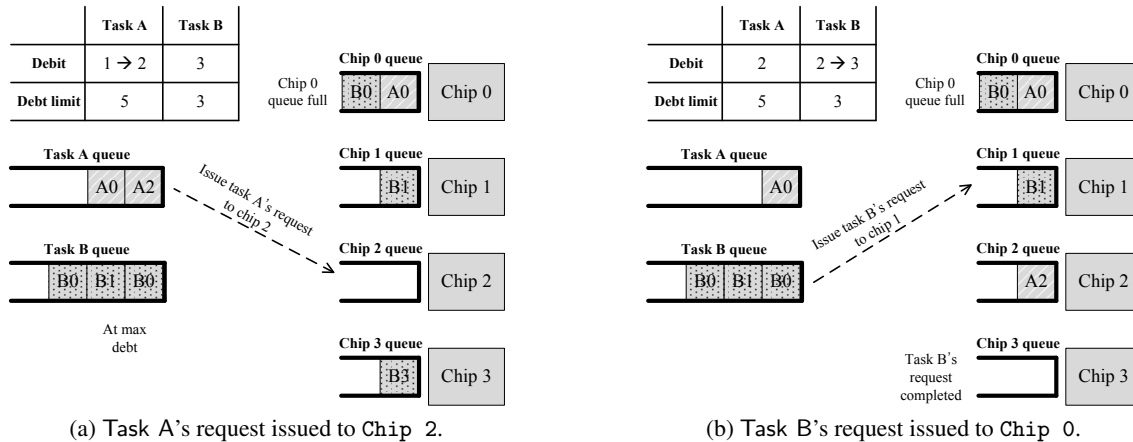 Task A Task B
Debit 1 → 2 3
Debt limit 5 3
Chip 0 queue
Chip 0
queue full
B0 A0
Chip 0
Task A queue
A0 A2
Issue task A's request
to chip 2
Chip 1 queue
B1
Chip 1
Task B queue
B0 B1 B0
At max
debt
Chip 2 queue
Chip 2
Chip 3 queue
B3
Chip 3
(a) Task A's request issued to Chip 2.
Task A Task B
Debit 2 2 → 3
Debt limit 5 3
Chip 0 queue
Chip 0
queue full
B0 A0
Chip 0
Task A queue
A0
Issue task B's request
to chip 1
Chip 1 queue
B1
Chip 1
Task B queue
B0 B1 B0
Chip 2 queue
A2
Chip 2
Chip 3 queue
Task B's
request
completed
Chip 3
(b) Task B's request issued to Chip 0.